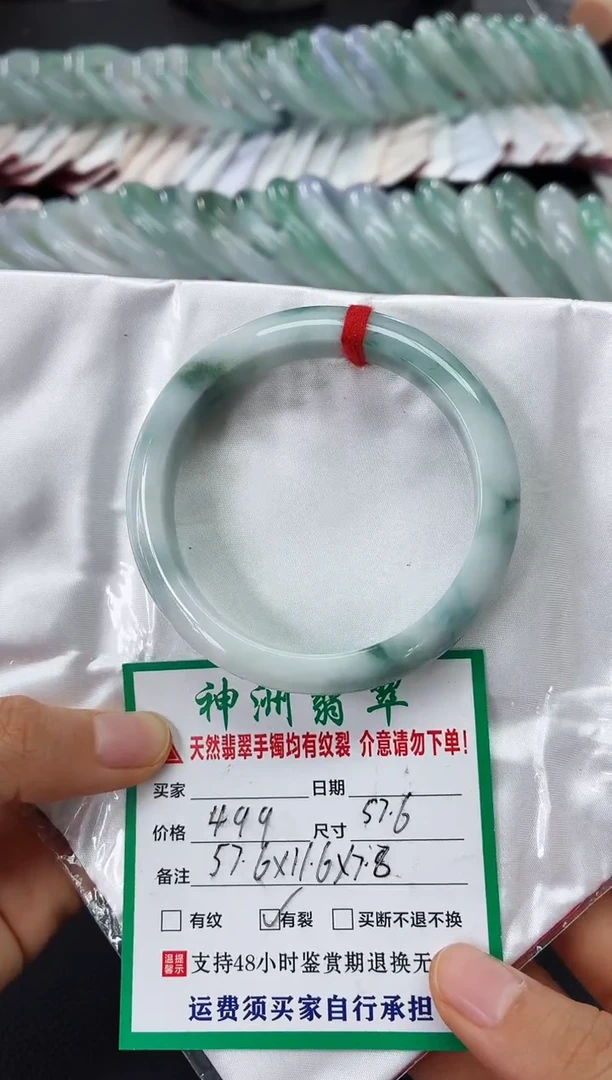 神洲翡翠
天然翡翠手镯均有纹裂 介意请勿下单!
买家 日期
价格 499 尺寸 57.6
备注 57.6X11.6X7.8
有纹 有裂 买断不退不换
温馨提示 支持48小时鉴赏期退换无
运费须买家自行承担